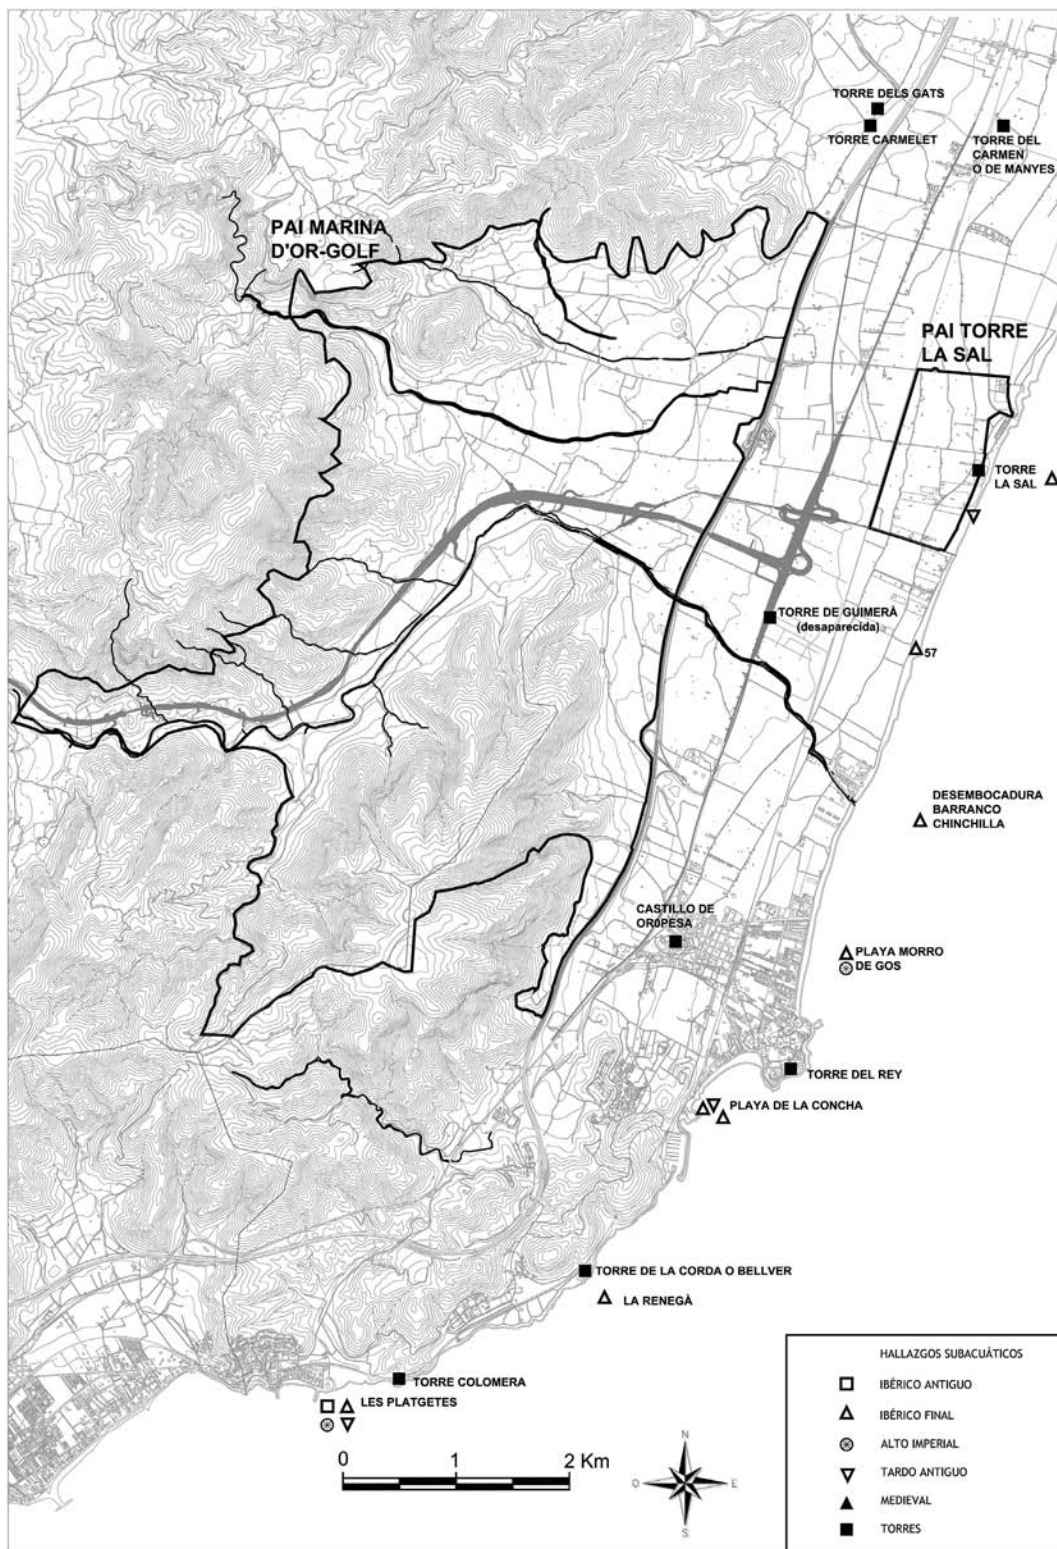 TORRE DELS GATS
TORRE CARMELET
TORRE DEL
CARMEN
O DE MANYES
PAI MARINA
D'OR-GOLF
PAI TORRE
LA SAL
TORRE
LA SAL
TORRE DE GUIMERÀ
(desaparecida)
57
DESEMBOCADURA
BARRANCO
CHINCHILLA
CASTILLO DE
OROPESA
PLAYA MORRO
DE GOS
TORRE DEL REY
PLAYA DE LA CONCHA
TORRE DE LA CORDA O BELLVER
LA RENEGÀ
TORRE COLOMERA
LES PLATGETES
0 1 2 Km
N
O E
S
HALLAZGOS SUBACUÁTICOS
IBÉRICO ANTIGUO
IBÉRICO FINAL
ALTO IMPERIAL
TARDO ANTIGUO
MEDIEVAL
TORRES